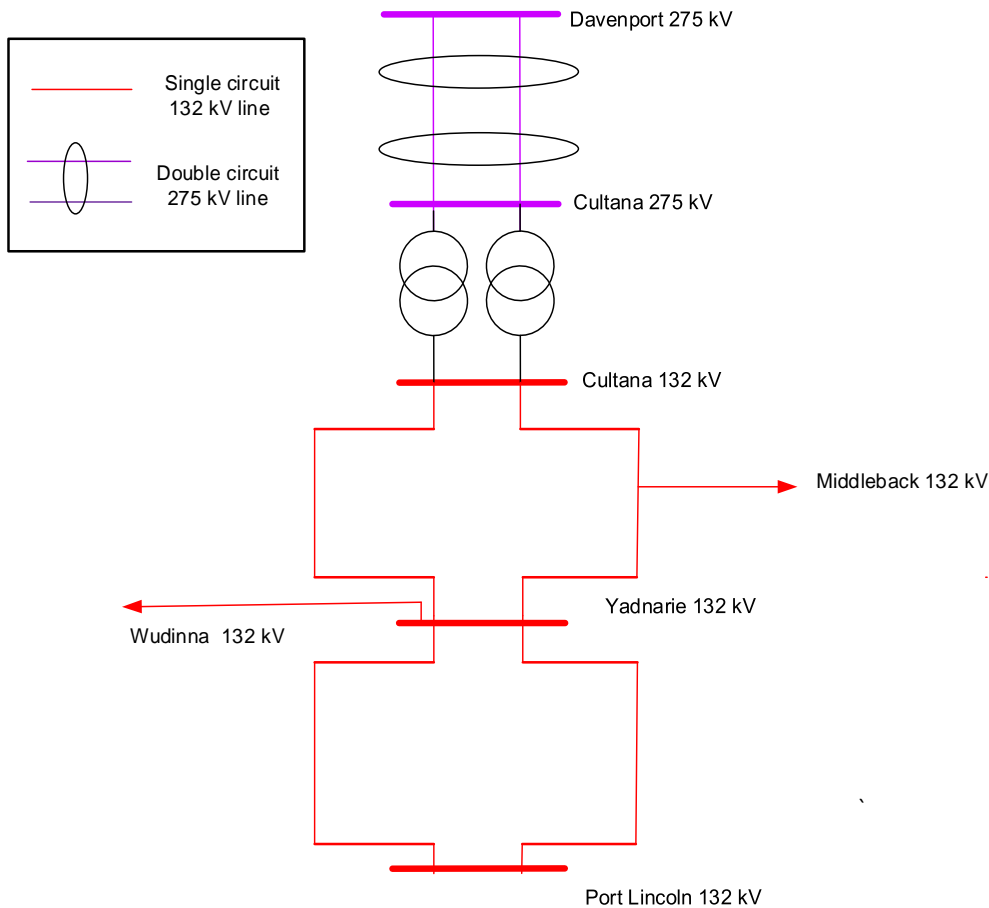 Davenport 275 kV
Single circuit
132 kV line
Double circuit
275 kV line
Cultana 275 kV
Cultana 132 kV
Middleback 132 kV
Yadnarie 132 kV
Wudinna  132 kV
`
Port Lincoln 132 kV